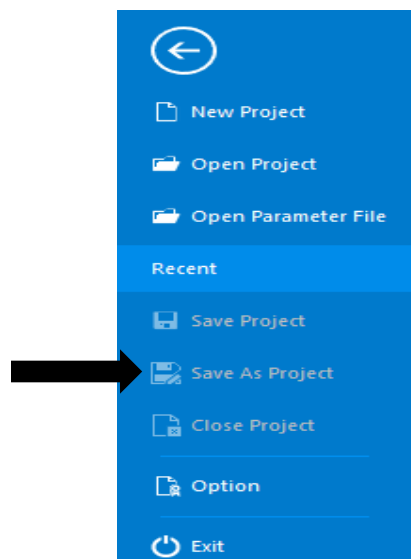 New Project
Open Project
Open Parameter File
Recent
Save Project
Save As Project
Close Project
Option
Exit